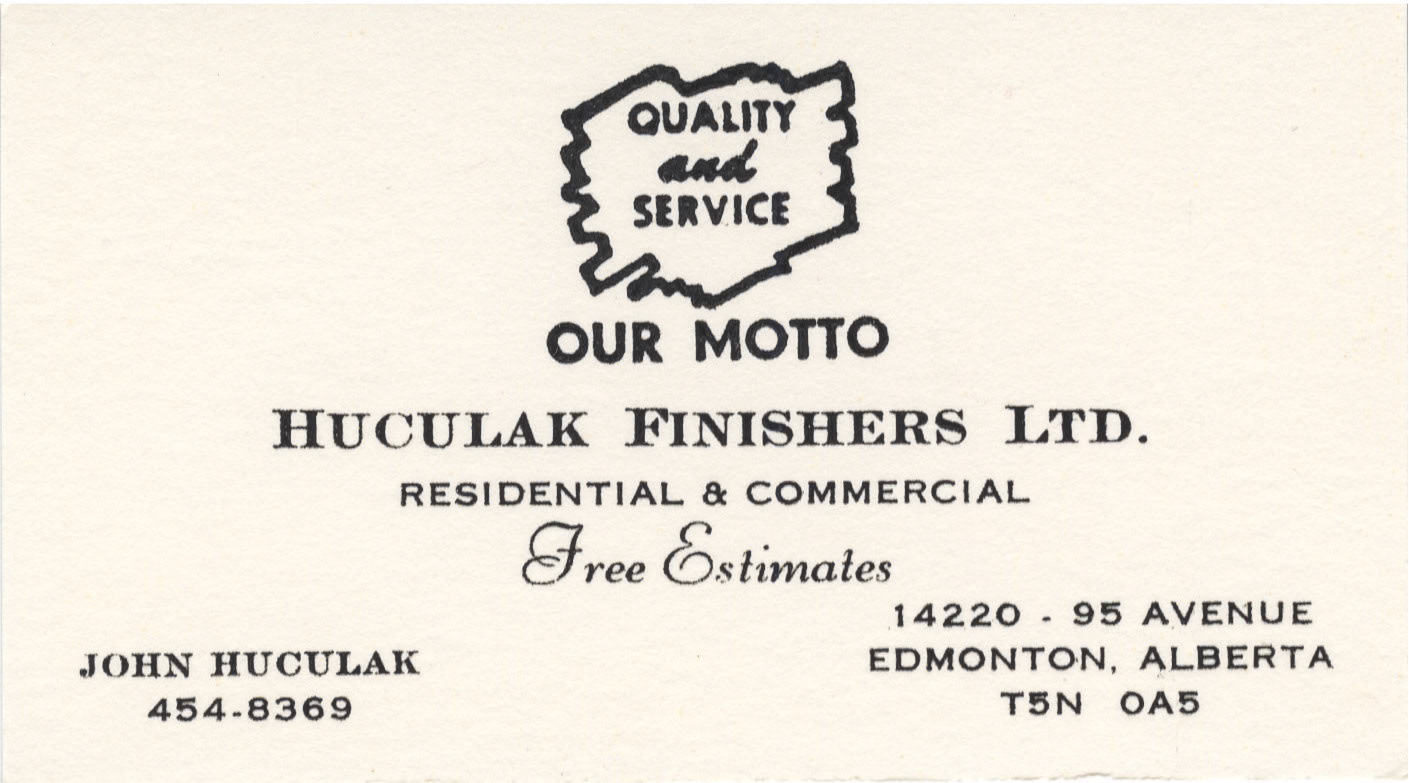 QUALITY
and
SERVICE
OUR MOTTO
HUCULAK FINISHERS LTD.
RESIDENTIAL & COMMERCIAL
Free Estimates
14220 - 95 AVENUE
EDMONTON, ALBERTA
T5N 0A5
JOHN HUCULAK
454-8369